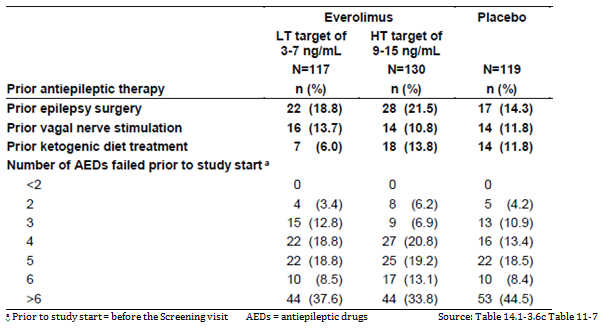 Everolimus Placebo
LT target of HT target of
3-7 ng/mL 9-15 ng/mL
N=117 N=130 N=119
Prior antiepileptic therapy n (%) n (%) n (%)
Prior epilepsy surgery 22 (18.8) 28 (21.5) 17 (14.3)
Prior vagal nerve stimulation 16 (13.7) 14 (10.8) 14 (11.8)
Prior ketogenic diet treatment 7 (6.0) 18 (13.8) 14 (11.8)
Number of AEDs failed prior to study start a
<2 0 0 0
2 4 (3.4) 8 (6.2) 5 (4.2)
3 15 (12.8) 9 (6.9) 13 (10.9)
4 22 (18.8) 27 (20.8) 16 (13.4)
5 22 (18.8) 25 (19.2) 22 (18.5)
6 10 (8.5) 17 (13.1) 10 (8.4)
>6 44 (37.6) 44 (33.8) 53 (44.5)
a Prior to study start = before the Screening visit AEDs = antiepileptic drugs Source: Table 14.1-3.6c Table 11-7